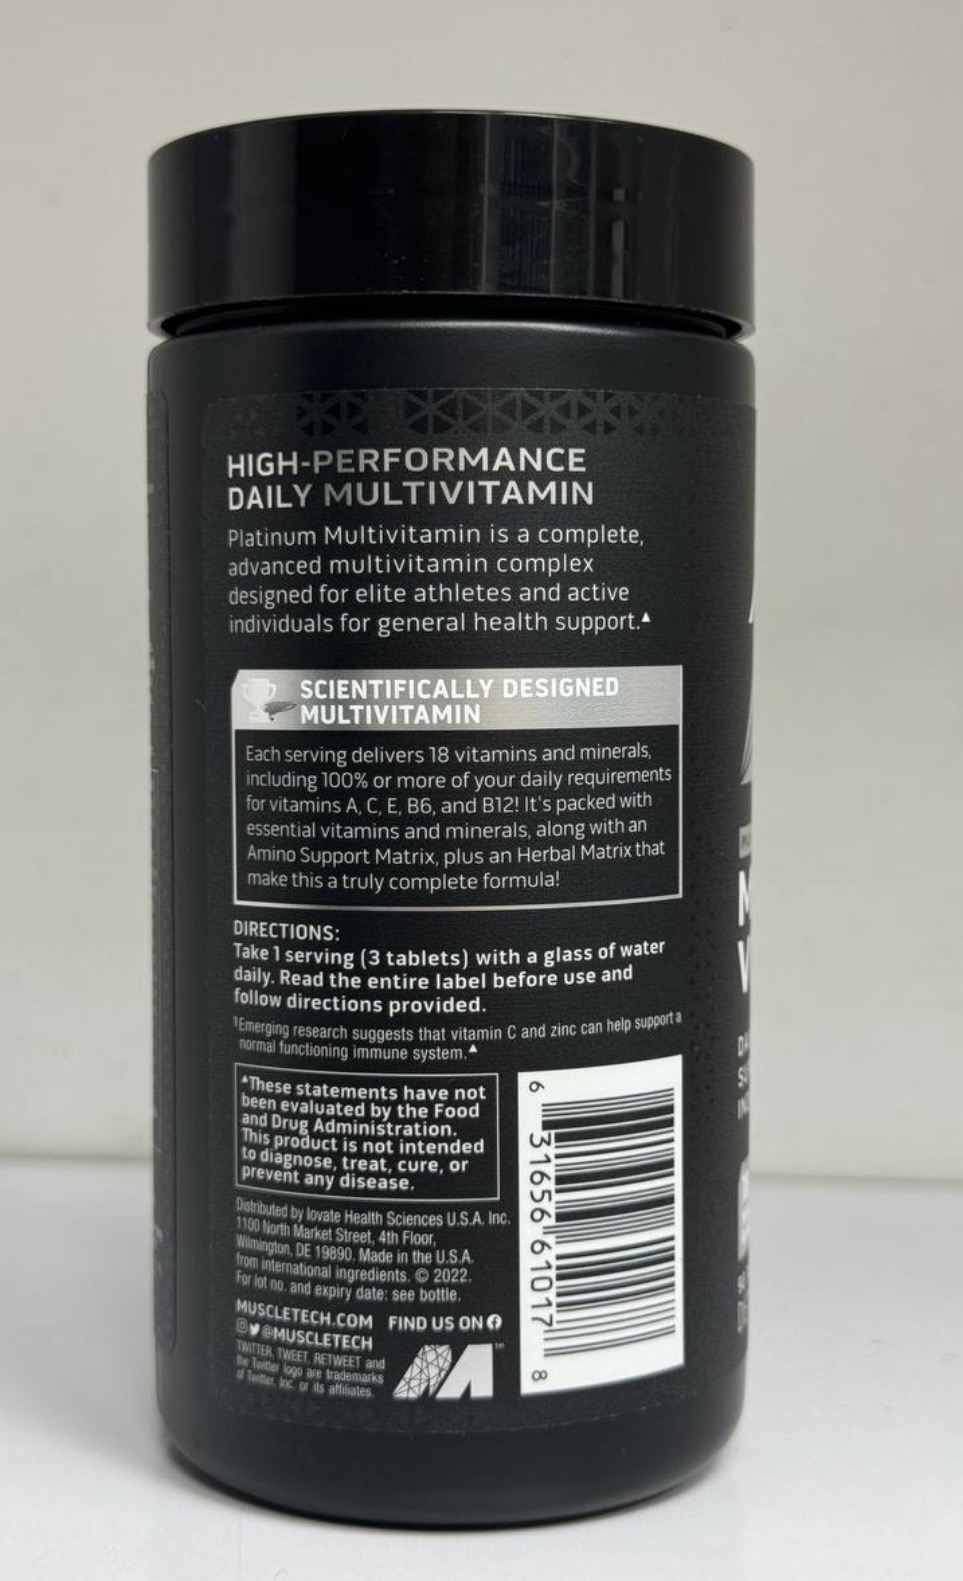 HIGH-PERFORMANCE
DAILY MULTIVITAMIN
Platinum Multivitamin is a complete,
advanced multivitamin complex
designed for elite athletes and active
individuals for general health support.▲
SCIENTIFICALLY DESIGNED
MULTIVITAMIN
Each serving delivers 18 vitamins and minerals,
including 100% or more of your daily requirements
for vitamins A, C, E, B6, and B12! It's packed with
essential vitamins and minerals, along with an
Amino Support Matrix, plus an Herbal Matrix that
make this a truly complete formula!
DIRECTIONS:
Take 1 serving (3 tablets) with a glass of water
daily. Read the entire label before use and
follow directions provided.
†Emerging research suggests that vitamin C and zinc can help support a
normal functioning immune system.▲
▲These statements have not
been evaluated by the Food
and Drug Administration.
This product is not intended
to diagnose, treat, cure, or
prevent any disease.
Distributed by Iovate Health Sciences U.S.A. Inc.
1100 North Market Street, 4th Floor,
Wilmington, DE 19890. Made in the U.S.A.
from international ingredients. © 2022.
For lot no. and expiry date: see bottle.
MUSCLETECH.COM FIND US ON
@MUSCLETECH
TWITTER, TWEET, RETWEET and
the Twitter logo are trademarks
of Twitter, Inc. or its affiliates.
™
6 31656 61017 8